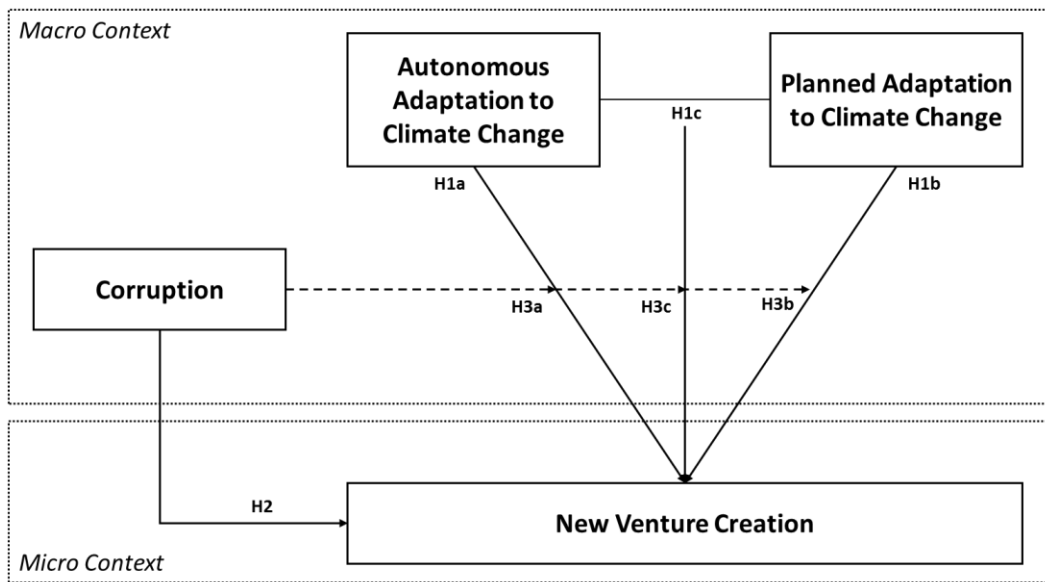 Macro Context
Autonomous
Adaptation to
Climate Change
Planned Adaptation
to Climate Change
H1c
H1a
H1b
Corruption
H3a
H3c
H3b
H2
New Venture Creation
Micro Context